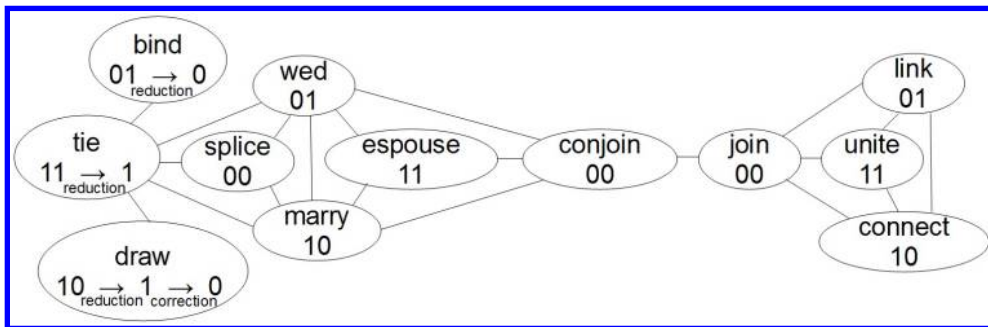 bind
01 → 0
reduction
tie
11 → 1
reduction
draw
10 → 1 → 0
reduction correction
wed
01
splice
00
espouse
11
marry
10
conjoin
00
join
00
link
01
unite
11
connect
10